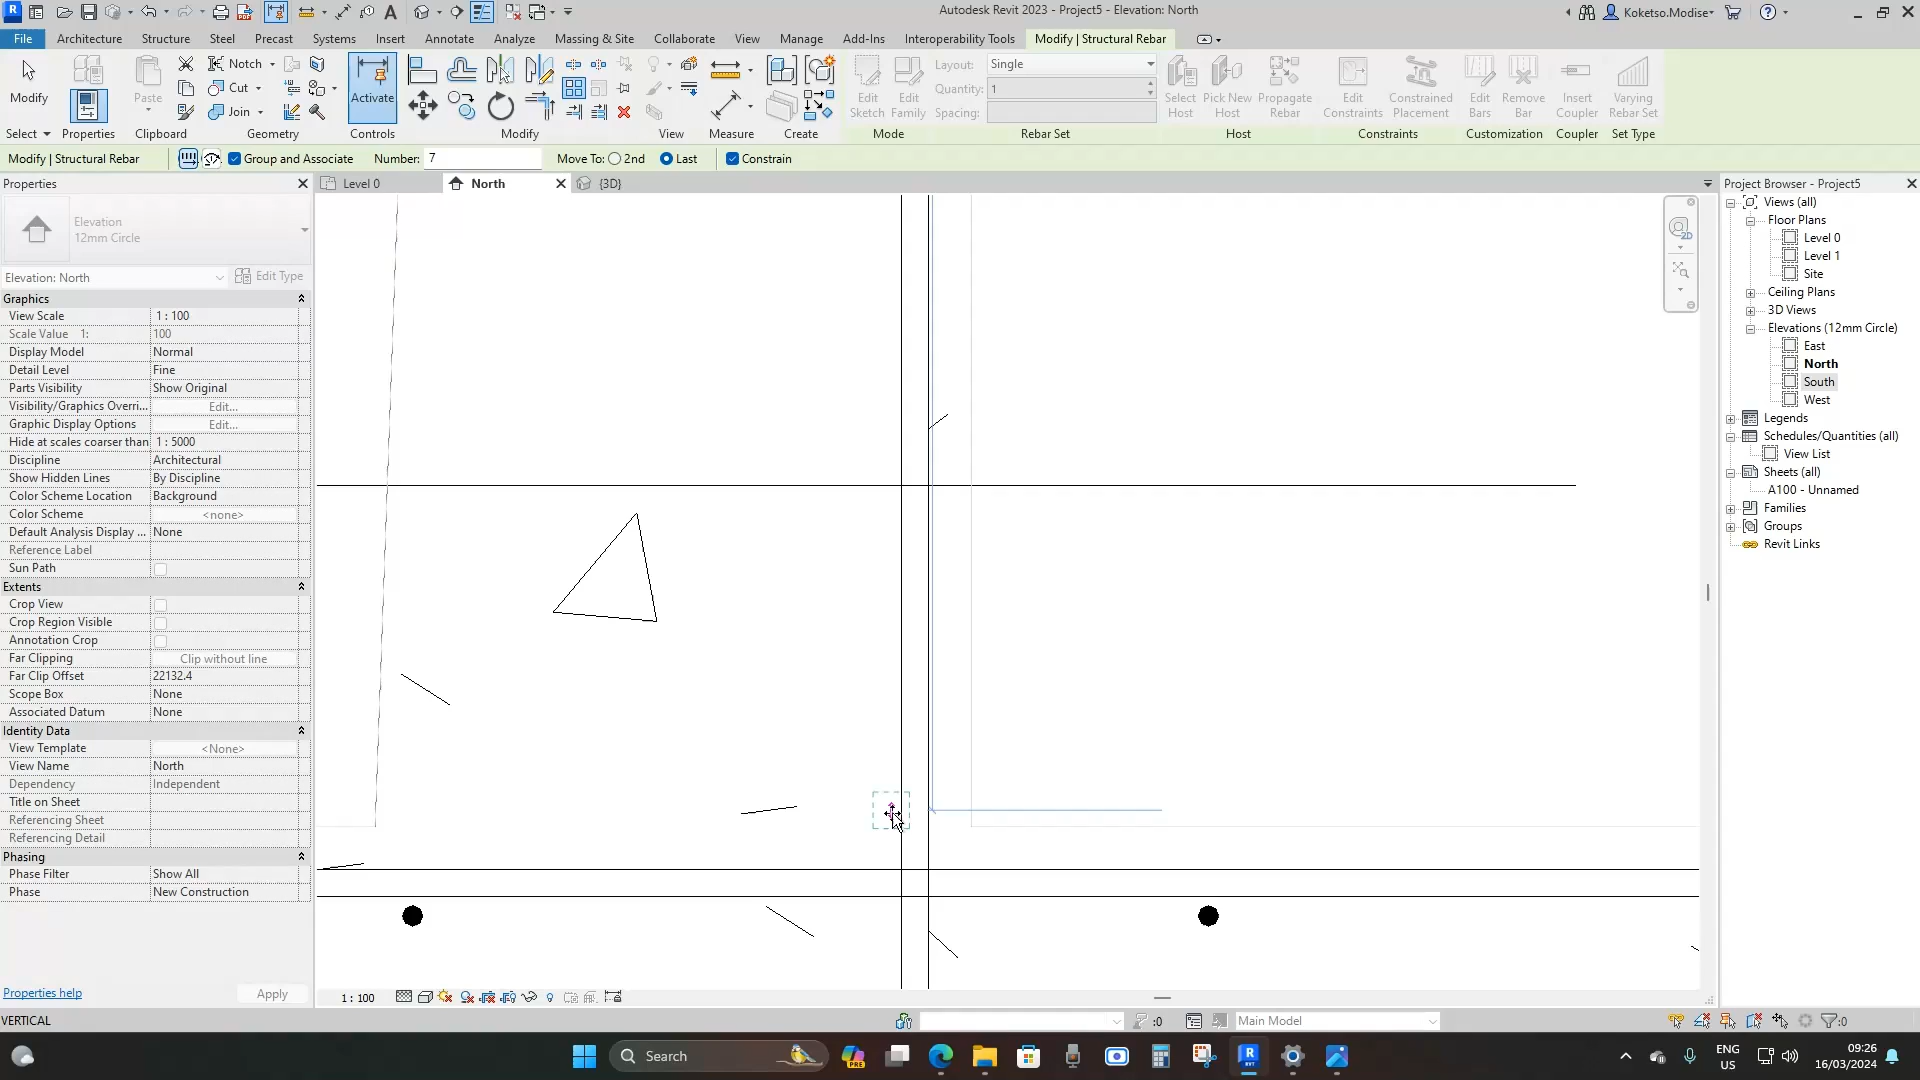 Autodesk Revit 2023 - Project5 - Elevation: North
Koketso.Modise
File
Architecture
Structure
Steel
Precast
Systems
Insert
Annotate
Analyze
Massing & Site
Collaborate
View
Manage
Add-Ins
Interoperability Tools
Modify | Structural Rebar
Modify
Select
Properties
Paste
Clipboard
Notch
Cut
Join
Geometry
Activate
Controls
Modify
View
Measure
Create
Edit Sketch
Edit Family
Mode
Layout: Single
Quantity: 1
Spacing:
Rebar Set
Select Host
Pick New Host
Propagate Rebar
Host
Edit Constraints
Constrained Placement
Constraints
Edit Bars
Remove Bar
Customization
Insert Coupler
Coupler
Varying Rebar Set
Set Type
Modify | Structural Rebar
Group and Associate
Number: 7
Move To: 2nd Last
Constrain
Properties
Level 0
North
{3D}
Project Browser - Project5
Elevation
12mm Circle
Elevation: North
Edit Type
Graphics
View Scale 1 : 100
Scale Value 1: 100
Display Model Normal
Detail Level Fine
Parts Visibility Show Original
Visibility/Graphics Overri... Edit...
Graphic Display Options Edit...
Hide at scales coarser than 1 : 5000
Discipline Architectural
Show Hidden Lines By Discipline
Color Scheme Location Background
Color Scheme <none>
Default Analysis Display ... None
Reference Label
Sun Path
Extents
Crop View
Crop Region Visible
Annotation Crop
Far Clipping Clip without line
Far Clip Offset 22132.4
Scope Box None
Associated Datum None
Identity Data
View Template <None>
View Name North
Dependency Independent
Title on Sheet
Referencing Sheet
Referencing Detail
Phasing
Phase Filter Show All
Phase New Construction
Properties help
Apply
2D
Views (all)
Floor Plans
Level 0
Level 1
Site
Ceiling Plans
3D Views
Elevations (12mm Circle)
East
North
South
West
Legends
Schedules/Quantities (all)
View List
Sheets (all)
A100 - Unnamed
Families
Groups
Revit Links
1 : 100
VERTICAL
:0
Main Model
:0
Search
PRE
ENG
US
09:26
16/03/2024